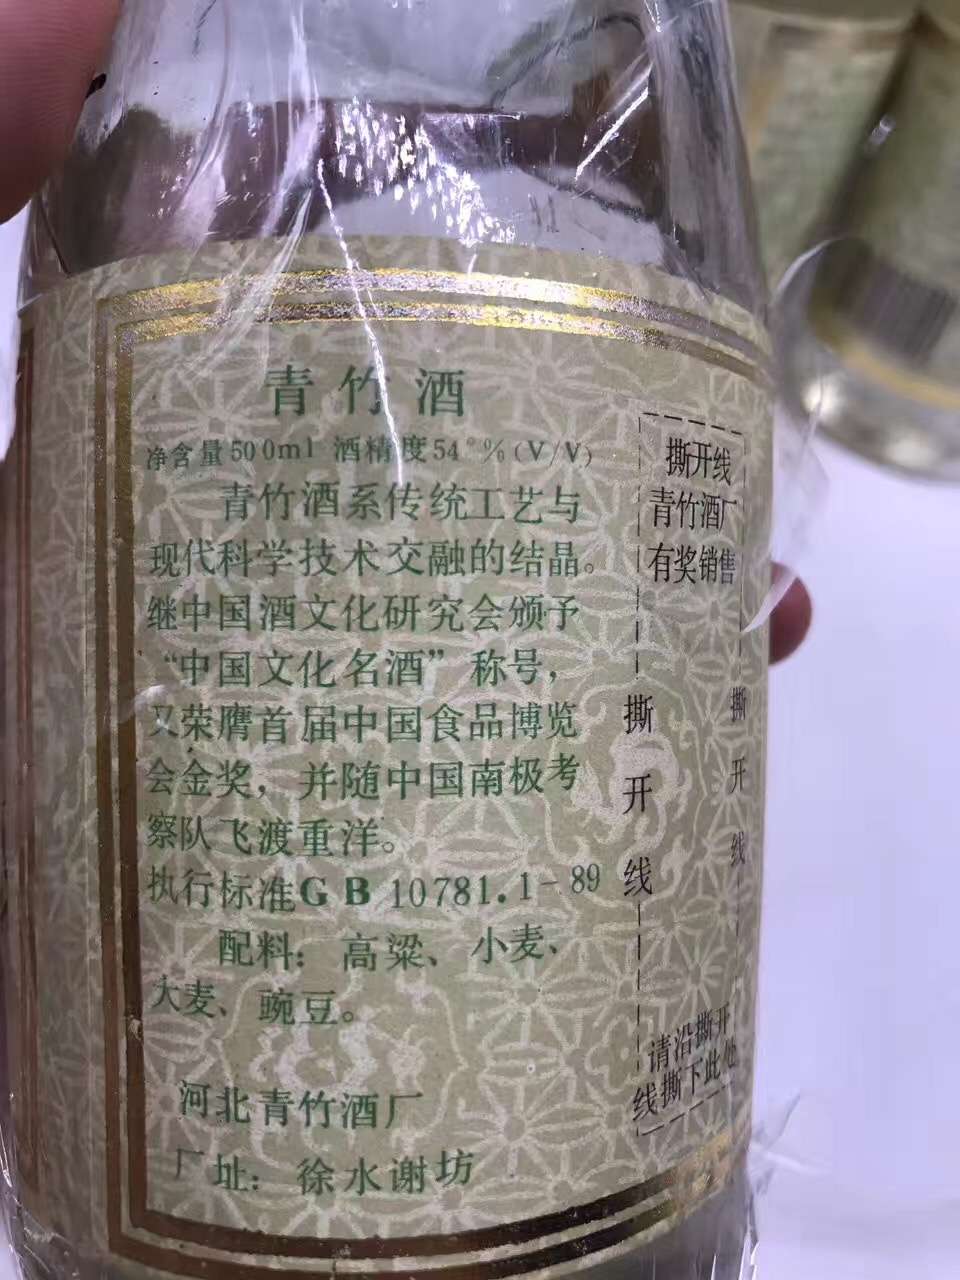 青竹酒
净含量500ml 酒精度54°%(V/V)
青竹酒系传统工艺与
现代科学技术交融的结晶。
继中国酒文化研究会颁予
“中国文化名酒”称号，
又荣膺首届中国食品博览
会金奖，并随中国南极考
察队飞渡重洋。
执行标准GB 10781.1-89
配料：高粱、小麦、
大麦、豌豆。
河北青竹酒厂
厂址：徐水谢坊
撕开线
青竹酒厂
有奖销售
撕开线
撕开线
请沿撕开
线撕下此处